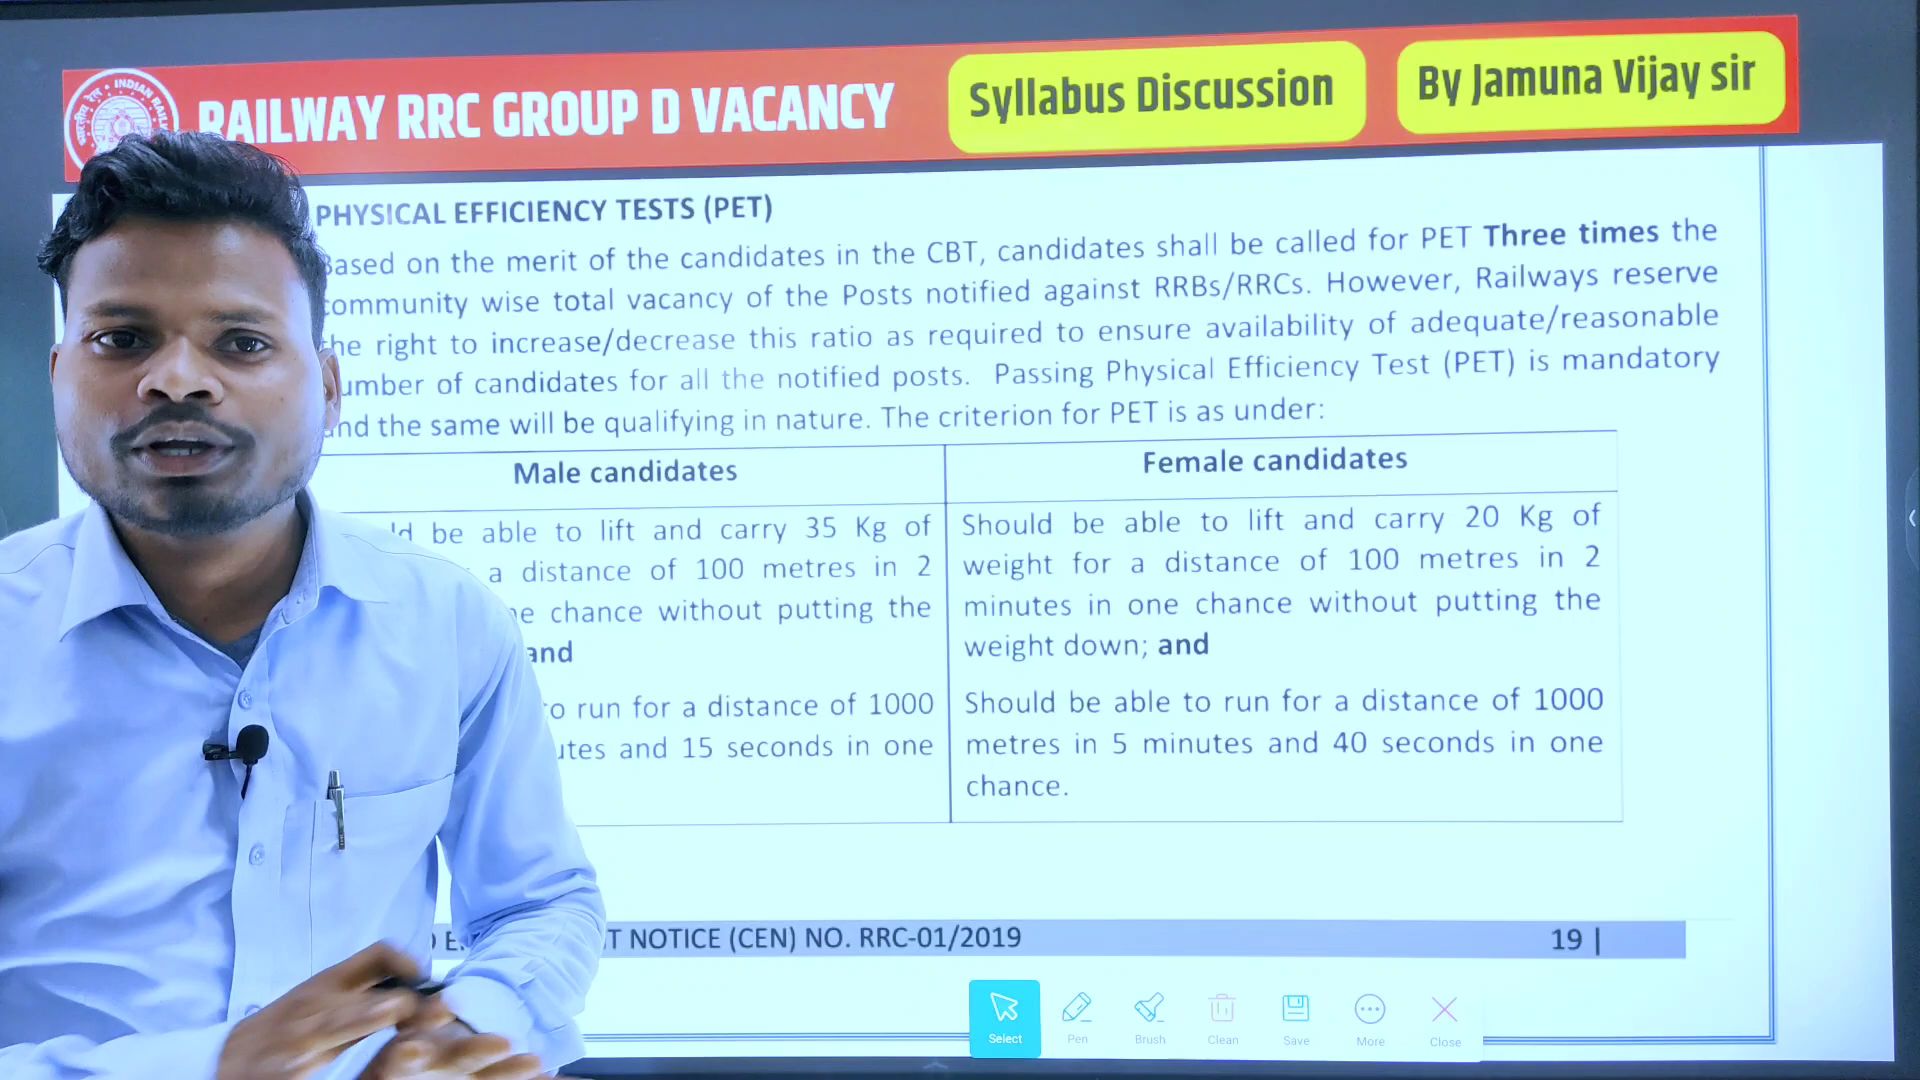 INDIAN RAIL
RAILWAY RRC GROUP D VACANCY
Syllabus Discussion
By Jamuna Vijay sir
PHYSICAL EFFICIENCY TESTS (PET)
Based on the merit of the candidates in the CBT, candidates shall be called for PET Three times the
community wise total vacancy of the Posts notified against RRBs/RRCs. However, Railways reserve
the right to increase/decrease this ratio as required to ensure availability of adequate/reasonable
number of candidates for all the notified posts. Passing Physical Efficiency Test (PET) is mandatory
and the same will be qualifying in nature. The criterion for PET is as under:
Male candidates
be able to lift and carry 35 Kg of
a distance of 100 metres in 2
chance without putting the
and
to run for a distance of 1000
and 15 seconds in one
Female candidates
Should be able to lift and carry 20 Kg of
weight for a distance of 100 metres in 2
minutes in one chance without putting the
weight down; and
Should be able to run for a distance of 1000
metres in 5 minutes and 40 seconds in one
chance.
NOTICE (CEN) NO. RRC-01/2019
19 |
Select
Pen
Brush
Clean
Save
More
Close